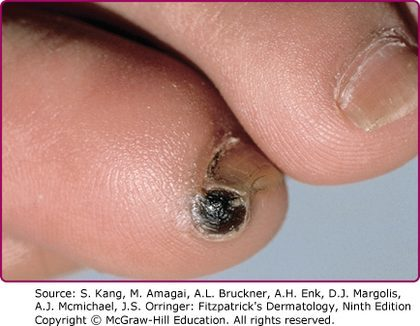 Source: S. Kang, M. Amagai, A.L. Bruckner, A.H. Enk, D.J. Margolis,
A.J. Mcmichael, J.S. Orringer: Fitzpatrick's Dermatology, Ninth Edition
Copyright © McGraw-Hill Education. All rights reserved.